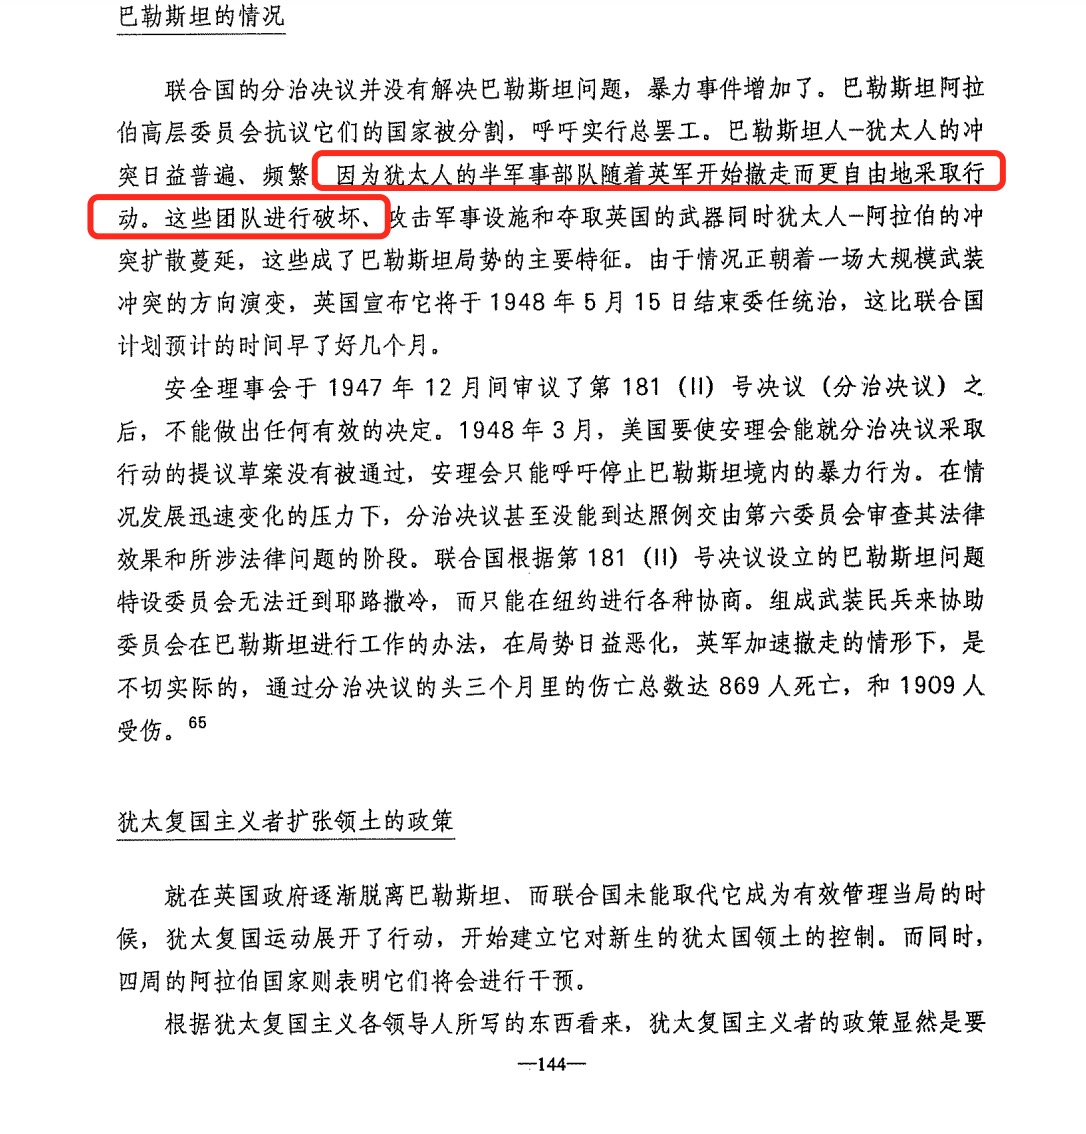 巴勒斯坦的情况
联合国的分治决议并没有解决巴勒斯坦问题，暴力事件增加了。巴勒斯坦阿拉
伯高层委员会抗议它们的国家被分割，呼吁实行总罢工。巴勒斯坦人—犹太人的冲
突日益普遍、频繁 因为犹太人的半军事部队随着英军开始撤走而更自由地采取行
动。这些团队进行破坏、攻击军事设施和夺取英国的武器同时犹太人—阿拉伯的冲
突扩散蔓延，这些成了巴勒斯坦局势的主要特征。由于情况正朝着一场大规模武装
冲突的方向演变，英国宣布它将于 1948 年 5 月 15 日结束委任统治，这比联合国
计划预计的时间早了好几个月。
安全理事会于 1947 年 12 月间审议了第 181（II）号决议（分治决议）之
后，不能做出任何有效的决定。1948 年 3 月，美国要使安理会能就分治决议采取
行动的提议草案没有被通过，安理会只能呼吁停止巴勒斯坦境内的暴力行为。在情
况发展迅速变化的压力下，分治决议甚至没能到达照例交由第六委员会审查其法律
效果和所涉法律问题的阶段。联合国根据第 181（II）号决议设立的巴勒斯坦问题
特设委员会无法迁到耶路撒冷，而只能在纽约进行各种协商。组成武装民兵来协助
委员会在巴勒斯坦进行工作的办法，在局势日益恶化，英军加速撤走的情形下，是
不切实际的，通过分治决议的头三个月里的伤亡总数达 869 人死亡，和 1909 人
受伤。65
犹太复国主义者扩张领土的政策
就在英国政府逐渐脱离巴勒斯坦、而联合国未能取代它成为有效管理当局的时
候，犹太复国运动展开了行动，开始建立它对新生的犹太国领土的控制。而同时，
四周的阿拉伯国家则表明它们将会进行干预。
根据犹太复国主义各领导人所写的东西看来，犹太复国主义者的政策显然是要
—144—